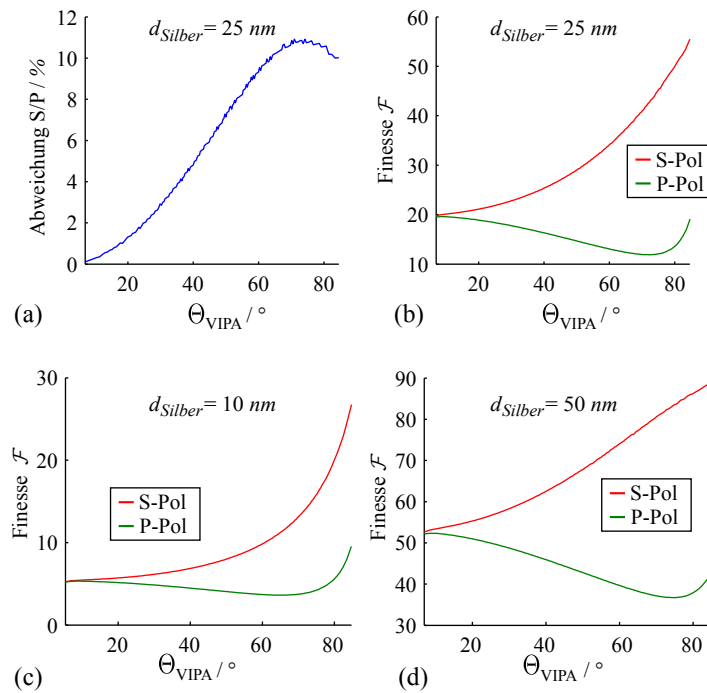 d_Silber = 25 nm
Abweichung S/P / %
12
10
8
6
4
2
0
20
40
60
80
(a)
Θ_VIPA / °
d_Silber = 25 nm
Finesse ℱ
60
50
40
30
20
10
S-Pol
P-Pol
20
40
60
80
(b)
Θ_VIPA / °
d_Silber = 10 nm
Finesse ℱ
30
20
10
0
S-Pol
P-Pol
20
40
60
80
(c)
Θ_VIPA / °
d_Silber = 50 nm
Finesse ℱ
90
80
70
60
50
40
30
S-Pol
P-Pol
20
40
60
80
(d)
Θ_VIPA / °